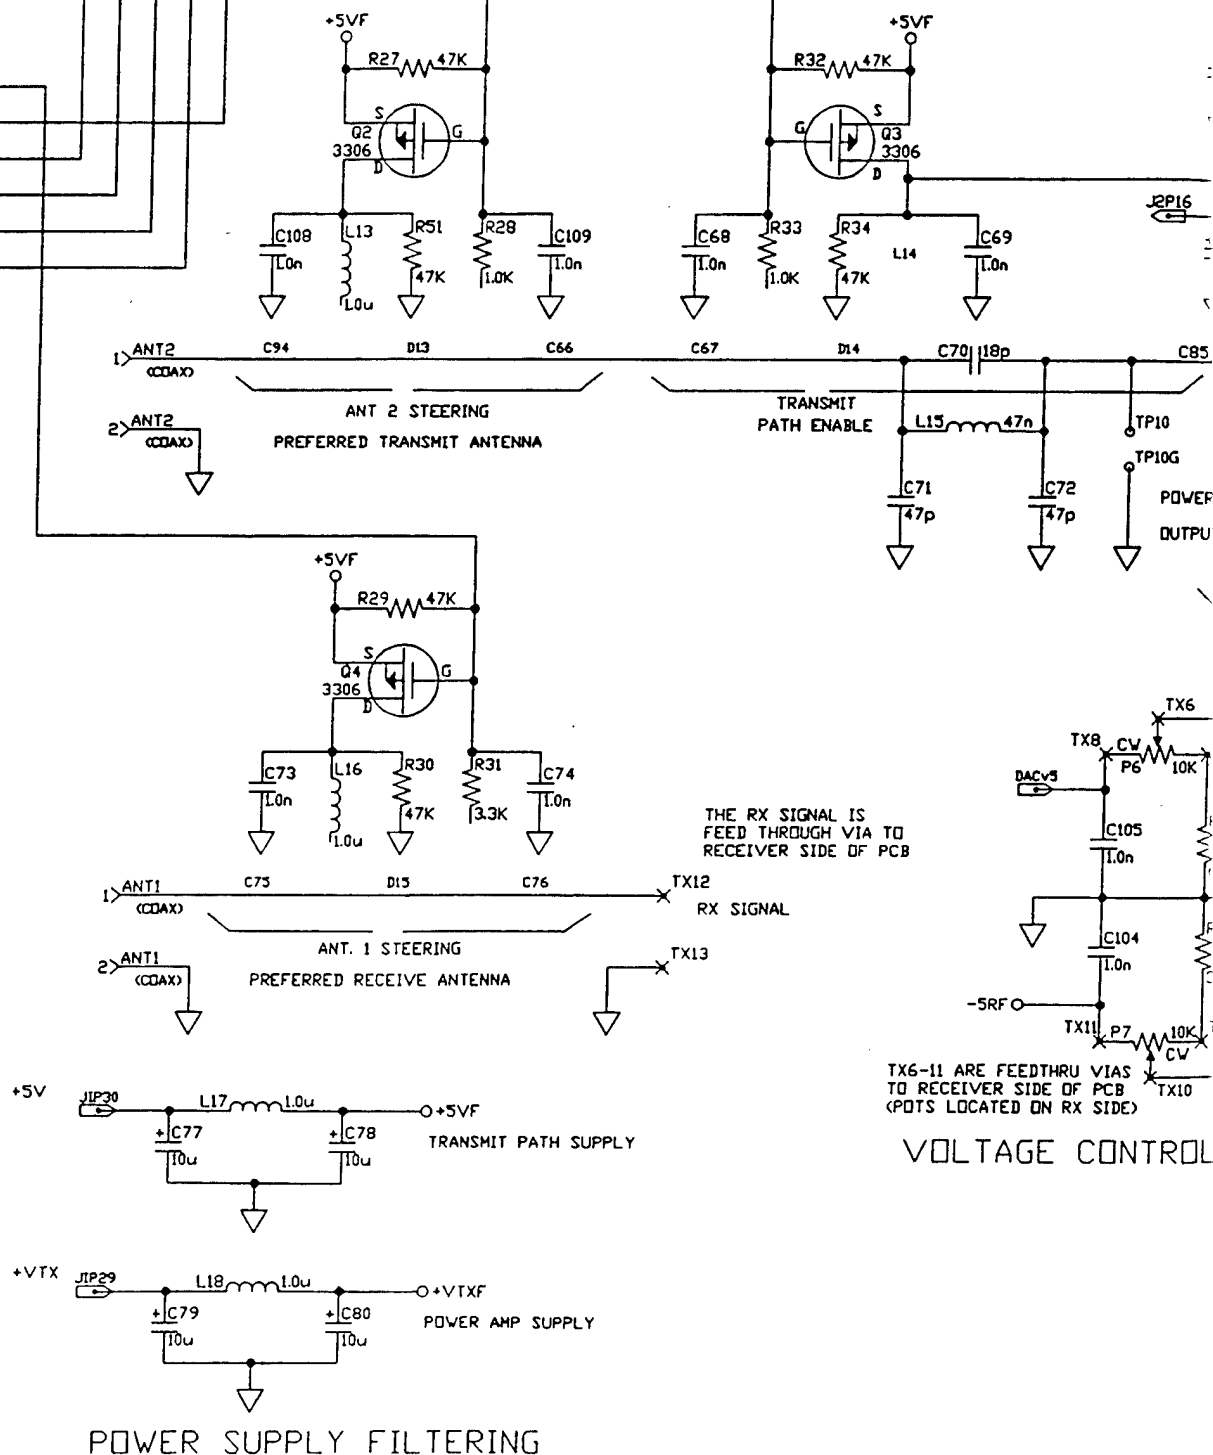 +5VF
+5VF
R27 47K
R32 47K
S
S
Q2 G
G Q3
3306
3306
D
D
J2P16
C108 L13 R51 R28 C109
C68 R33 R34 C69
L14
1.0n 47K 1.0K 1.0n
1.0n 1.0K 47K 1.0n
1.0u
1 ANT2 C94 D13 C66 C67 D14 C70 18p C85
(COAX)
ANT 2 STEERING
TRANSMIT
PATH ENABLE
2 ANT2
(COAX)
PREFERRED TRANSMIT ANTENNA
L15 47n
TP10
TP10G
C71
47p
C72
47p
POWER
OUTPU
+5VF
R29 47K
S
Q4 G
3306
D
C73 L16 R30 R31 C74
1.0n 47K 3.3K 1.0n
1.0u
THE RX SIGNAL IS
FEED THROUGH VIA TO
RECEIVER SIDE OF PCB
1 ANT1 C75 D15 C76 TX12
(COAX)
RX SIGNAL
ANT. 1 STEERING
2 ANT1
(COAX)
PREFERRED RECEIVE ANTENNA
TX13
TX6
TX8 CW
P6 10K
DACv5
C105
1.0n
C104
1.0n
-5RF
TX11 P7 10K
CW
TX10
TX6-11 ARE FEEDTHRU VIAS
TO RECEIVER SIDE OF PCB
(POTS LOCATED ON RX SIDE)
VOLTAGE CONTROL
+5V J1P30 L17 1.0u +5VF
+ C77
10u
+ C78
10u
TRANSMIT PATH SUPPLY
+VTX J1P29 L18 1.0u +VTXF
+ C79
10u
+ C80
10u
POWER AMP SUPPLY
POWER SUPPLY FILTERING